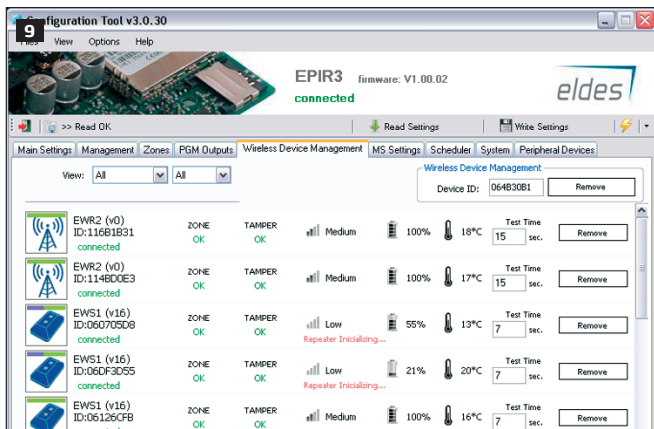 9
Configuration Tool v3.0.30
Files View Options Help
EPIR3 firmware: V1.00.02
connected
eldes
>> Read OK Read Settings Write Settings
Main Settings Management Zones PGM Outputs Wireless Device Management MS Settings Scheduler System Peripheral Devices
View: All All
Wireless Device Management
Device ID: 064B30B1 Remove
EWR2 (v0)
ID:116B1B31
connected
ZONE
OK
TAMPER
OK
Medium
100%
18°C
Test Time
15 sec.
Remove
EWR2 (v0)
ID:114BD0E3
connected
ZONE
OK
TAMPER
OK
Medium
100%
17°C
Test Time
15 sec.
Remove
EWS1 (v16)
ID:060705D8
connected
ZONE
OK
TAMPER
OK
Low
Repeater Inicializing...
55%
13°C
Test Time
7 sec.
Remove
EWS1 (v16)
ID:06DF3D55
connected
ZONE
OK
TAMPER
OK
Low
Repeater Inicializing...
21%
20°C
Test Time
7 sec.
Remove
EWS1 (v16)
ID:06126CFB
ZONE
OK
TAMPER
OK
Medium
100%
16°C
Test Time
7 sec.
Remove